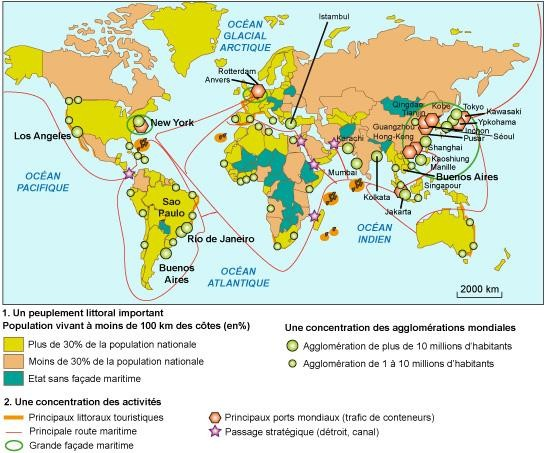 OCÉAN
GLACIAL
ARCTIQUE
Istambul
Rotterdam
Anvers
New York
Los Angeles
OCÉAN
PACIFIQUE
Sao
Paulo
Rio de Janeiro
Buenos
Aires
OCÉAN
ATLANTIQUE
OCÉAN
INDIEN
Karachi
Mumbai
Kolkata
Jakarta
Singapour
Buenos Aires
Manille
Kaoshiung
Shanghai
Hong-Kong
Guangzhou
Tianjin
Qingdao
Kobe
Tokyo
Kawasaki
Ypkohama
Inchon
Pusar
Séoul
2000 km
1. Un peuplement littoral important
Population vivant à moins de 100 km des côtes (en%)
Plus de 30% de la population nationale
Moins de 30% de la population nationale
Etat sans façade maritime
Une concentration des agglomérations mondiales
Agglomération de plus de 10 millions d'habitants
Agglomération de 1 à 10 millions d'habitants
2. Une concentration des activités
Principaux littoraux touristiques
Principale route maritime
Grande façade maritime
Principaux ports mondiaux (trafic de conteneurs)
Passage stratégique (détroit, canal)